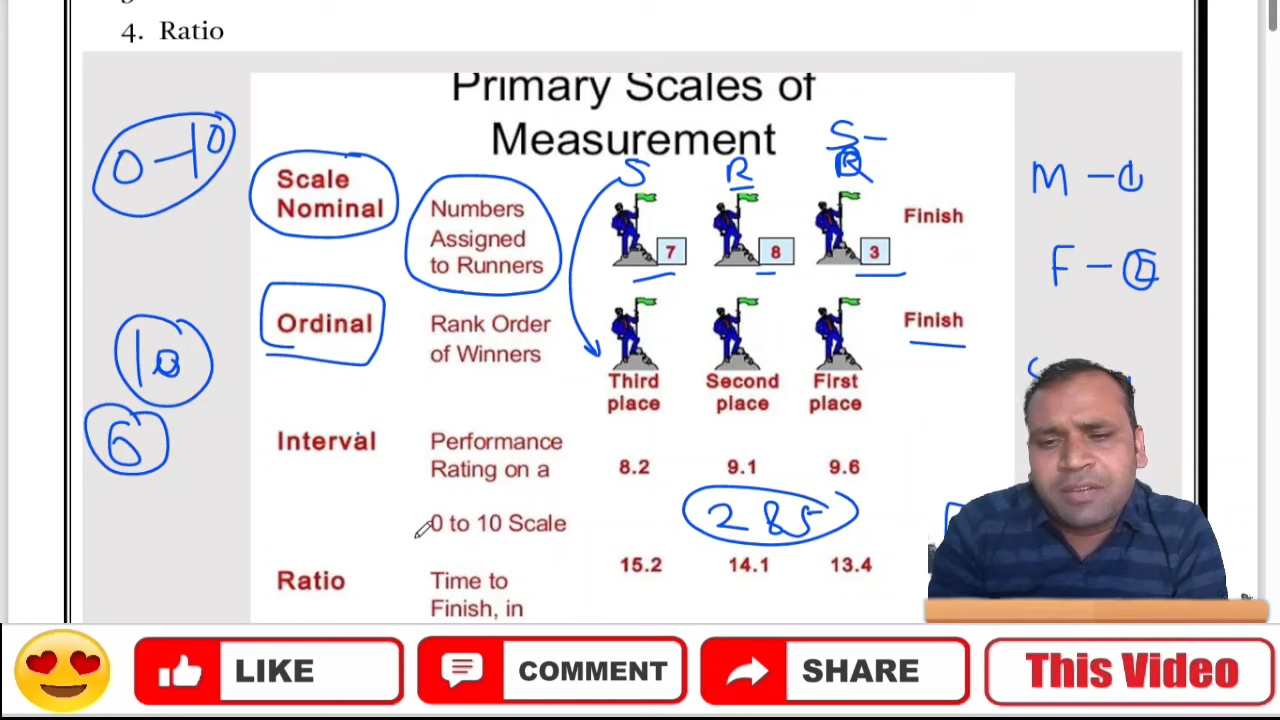 4. Ratio
Primary Scales of
Measurement
0-10
S R S-
R
Scale
Nominal
Numbers
Assigned
to Runners
7 8 3
Finish
M - 1
F - 2
Ordinal
Rank Order
of Winners
Finish
Third
place
Second
place
First
place
10
6
Interval
Performance
Rating on a
8.2 9.1 9.6
0 to 10 Scale
2 85
Ratio
Time to
Finish, in
15.2 14.1 13.4
LIKE
COMMENT
SHARE
This Video